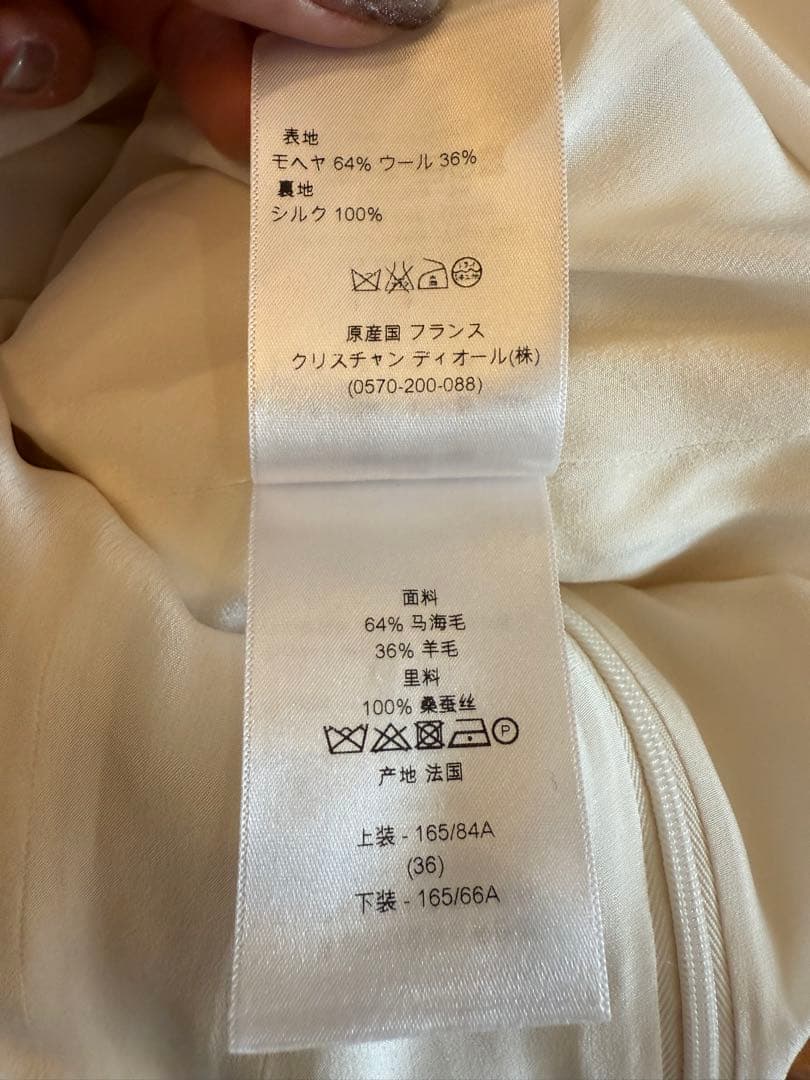 表地
モヘヤ 64% ウール 36%
裏地
シルク 100%
原産国 フランス
クリスチャン ディオール(株)
(0570-200-088)
面料
64% 马海毛
36% 羊毛
里料
100% 桑蚕丝
P
产地 法国
上装 - 165/84A
(36)
下装 - 165/66A